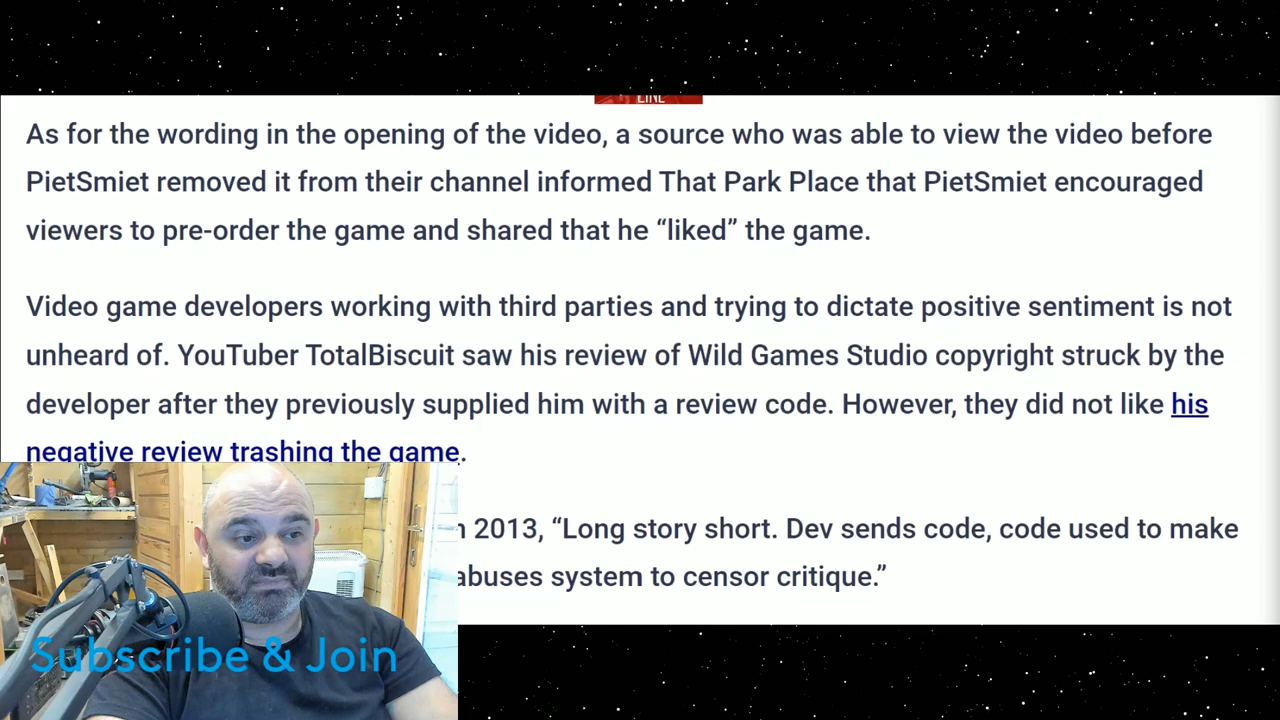 LINE
As for the wording in the opening of the video, a source who was able to view the video before
PietSmiet removed it from their channel informed That Park Place that PietSmiet encouraged
viewers to pre-order the game and shared that he “liked” the game.
Video game developers working with third parties and trying to dictate positive sentiment is not
unheard of. YouTuber TotalBiscuit saw his review of Wild Games Studio copyright struck by the
developer after they previously supplied him with a review code. However, they did not like his
negative review trashing the game.
n 2013, “Long story short. Dev sends code, code used to make
abuses system to censor critique.”
Subscribe & Join